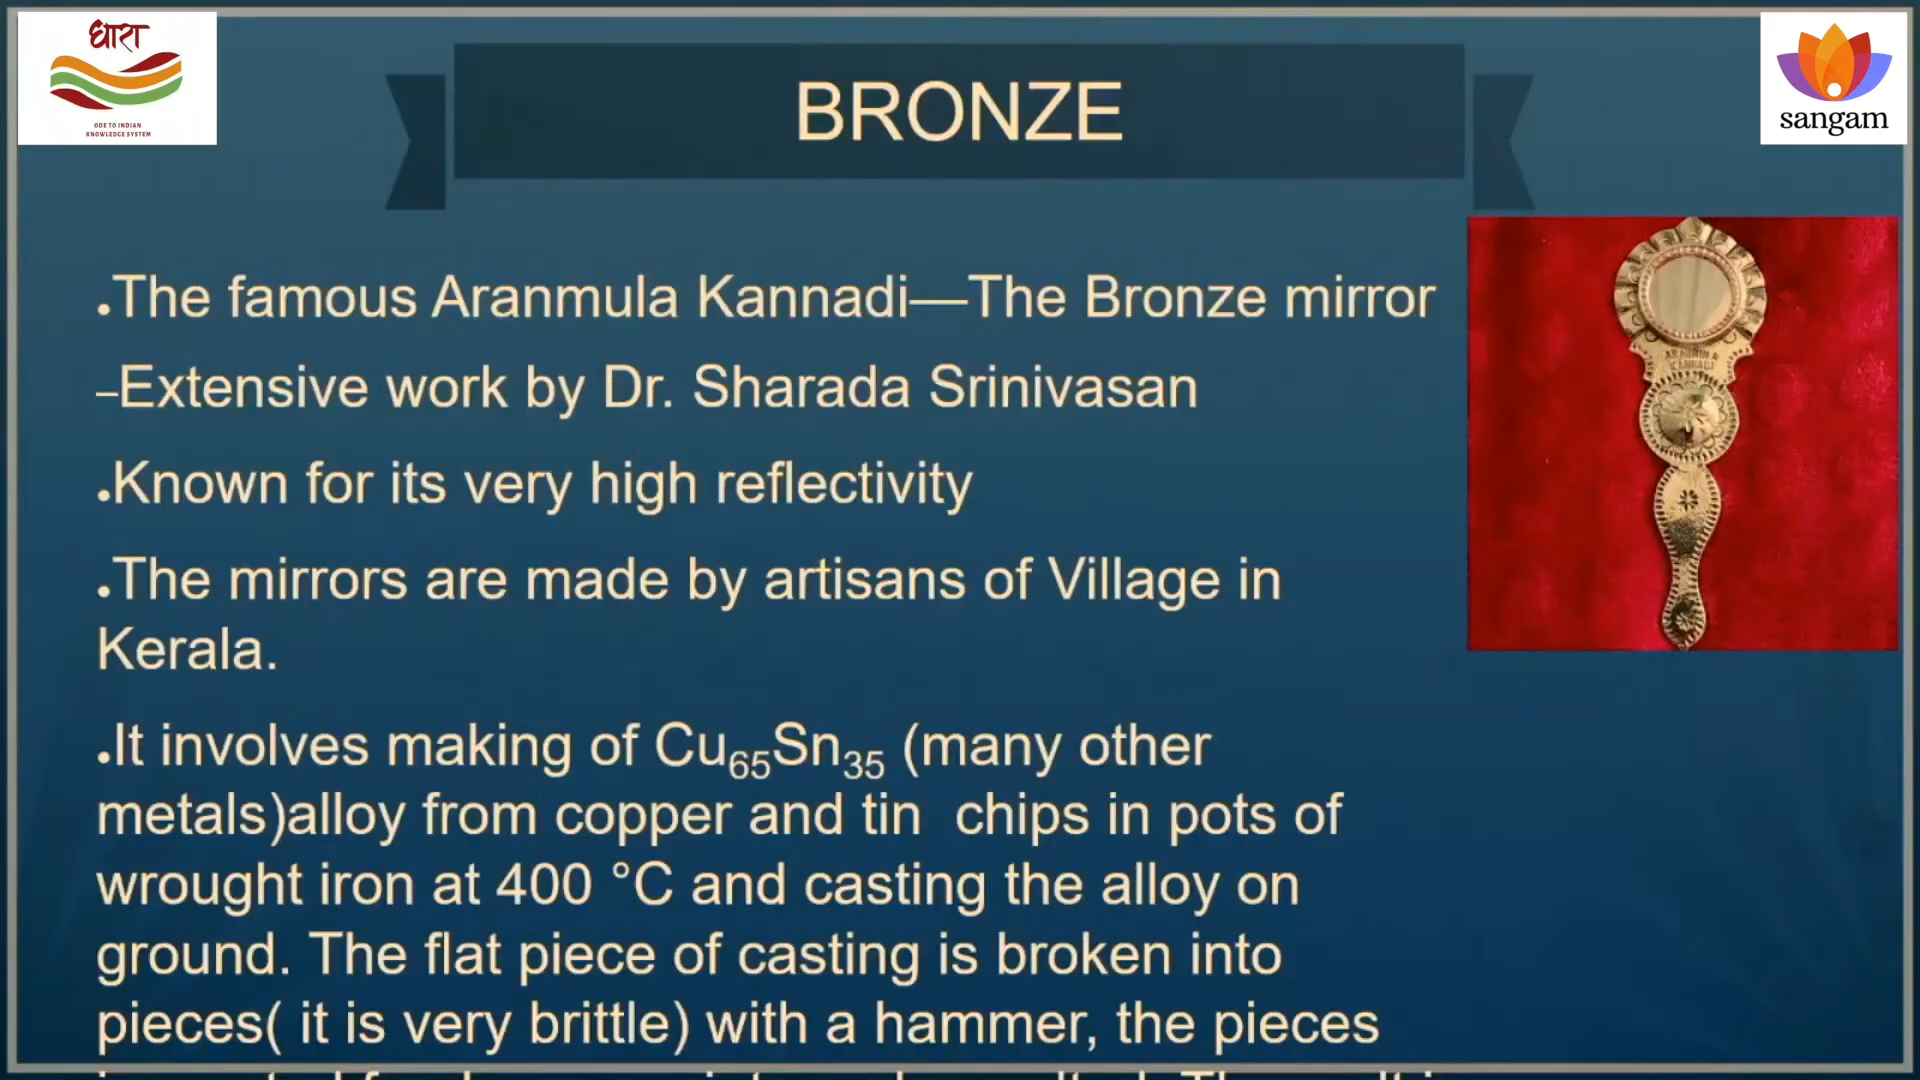 धारा
ODE TO INDIAN
KNOWLEDGE SYSTEM
BRONZE
sangam
•The famous Aranmula Kannadi—The Bronze mirror
–Extensive work by Dr. Sharada Srinivasan
•Known for its very high reflectivity
•The mirrors are made by artisans of Village in
Kerala.
•It involves making of Cu₆₅Sn₃₅ (many other
metals)alloy from copper and tin  chips in pots of
wrought iron at 400 °C and casting the alloy on
ground. The flat piece of casting is broken into
pieces( it is very brittle) with a hammer, the pieces
ARANMULA
KANNADI